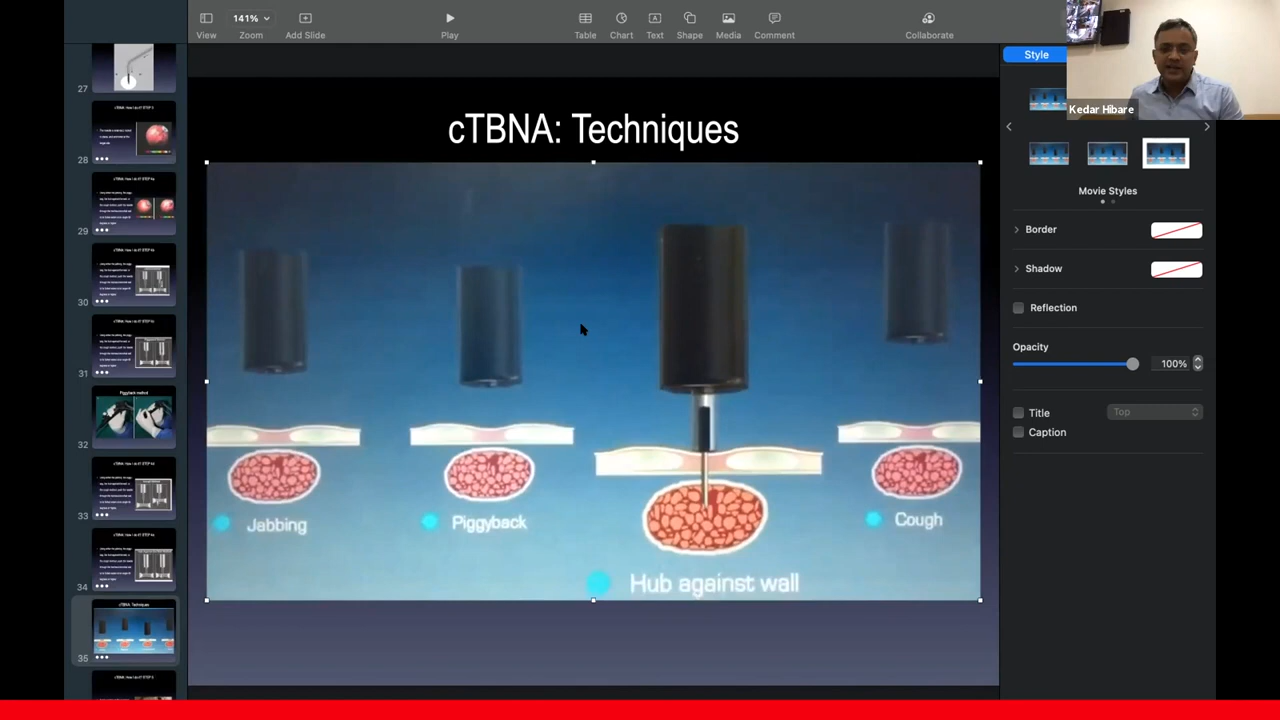 141%
View
Zoom
Add Slide
Play
Table
Chart
Text
Shape
Media
Comment
Collaborate
Style
Kedar Hibare
27
28
29
30
31
Piggyback method
32
33
34
cTBNA: Techniques
35
cTBNA: Techniques
Jabbing
Piggyback
Hub against wall
Cough
Movie Styles
Border
Shadow
Reflection
Opacity
100%
Title
Top
Caption